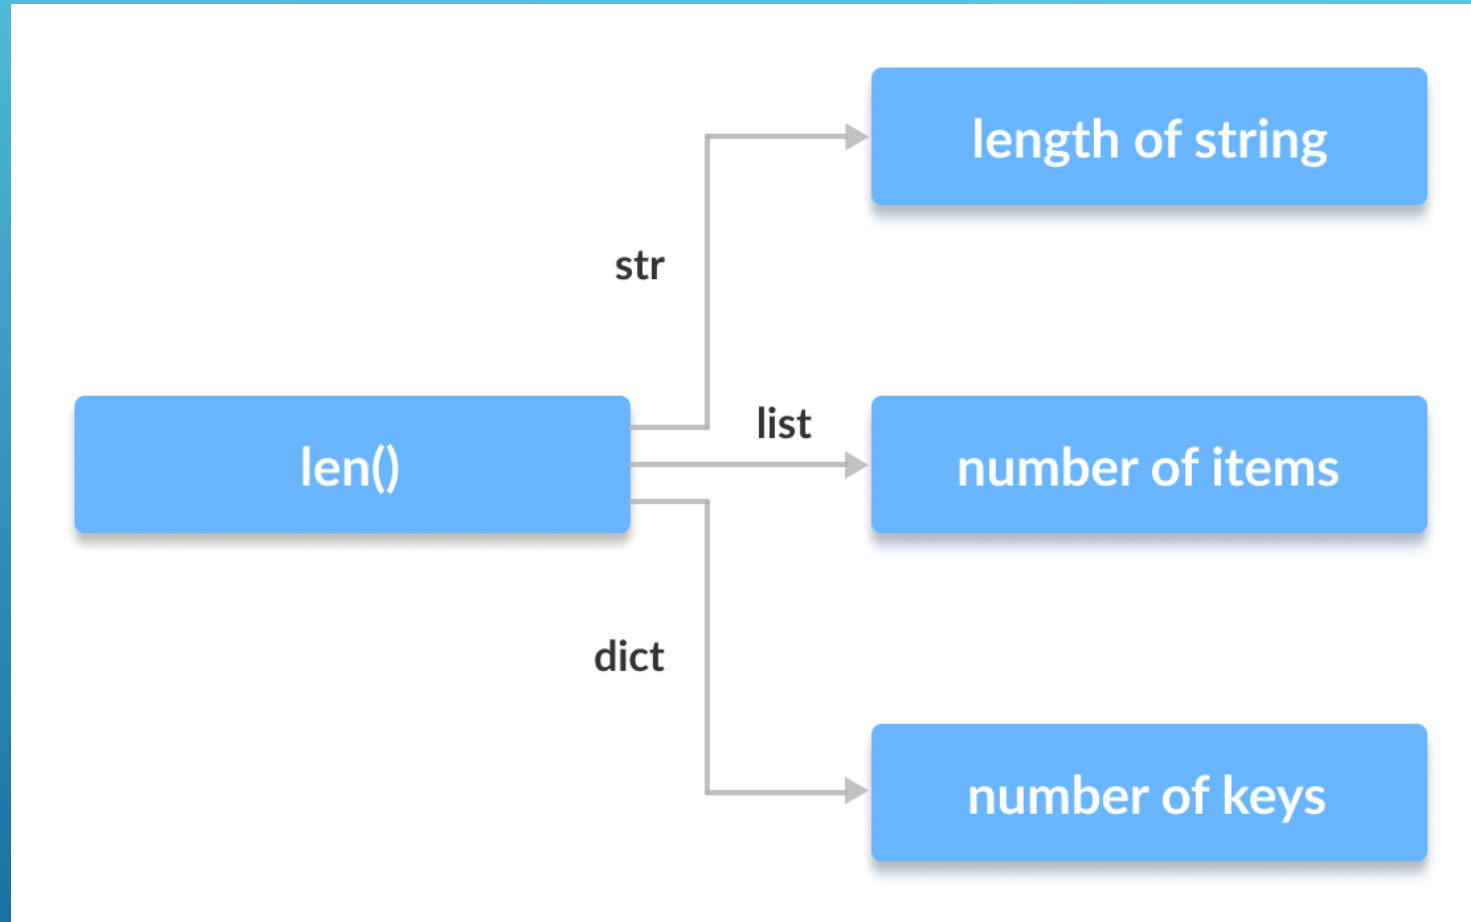 length of string
str
list
len()
number of items
dict
number of keys